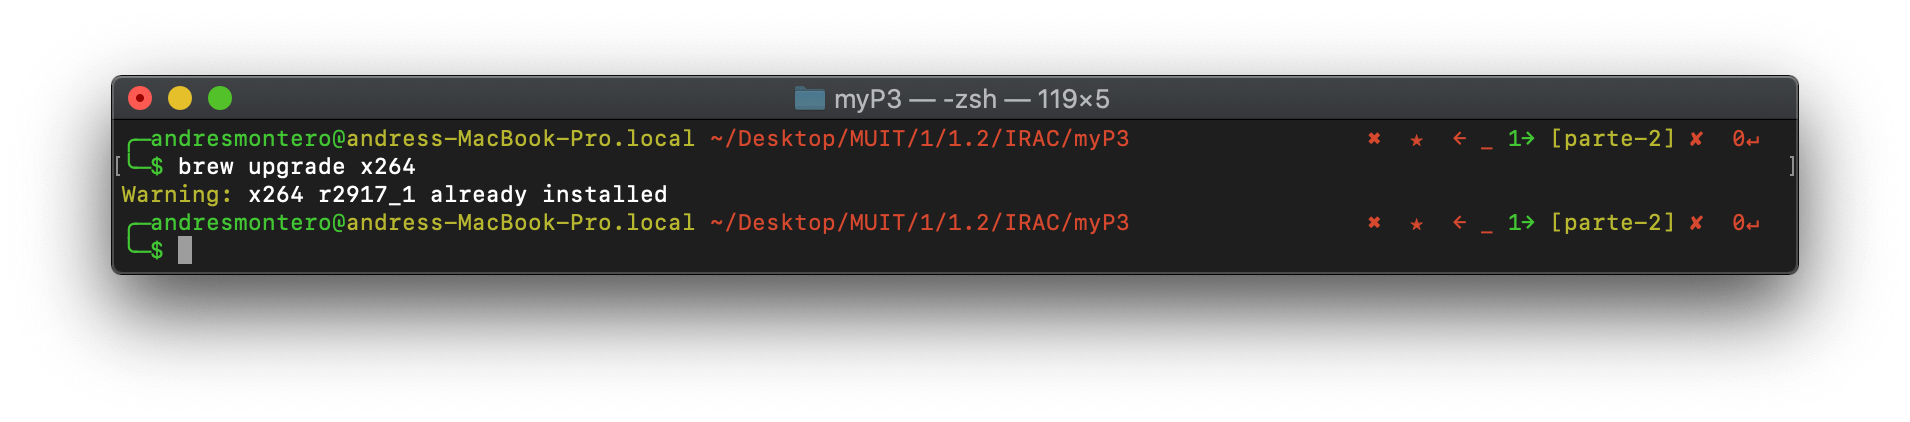 myP3 — -zsh — 119×5
╭─andresmontero@andress-MacBook-Pro.local ~/Desktop/MUIT/1/1.2/IRAC/myP3 ✖ ★ ← _ 1→ [parte-2] ✘ 0↵
[╰─$ brew upgrade x264 ]
Warning: x264 r2917_1 already installed
╭─andresmontero@andress-MacBook-Pro.local ~/Desktop/MUIT/1/1.2/IRAC/myP3 ✖ ★ ← _ 1→ [parte-2] ✘ 0↵
╰─$